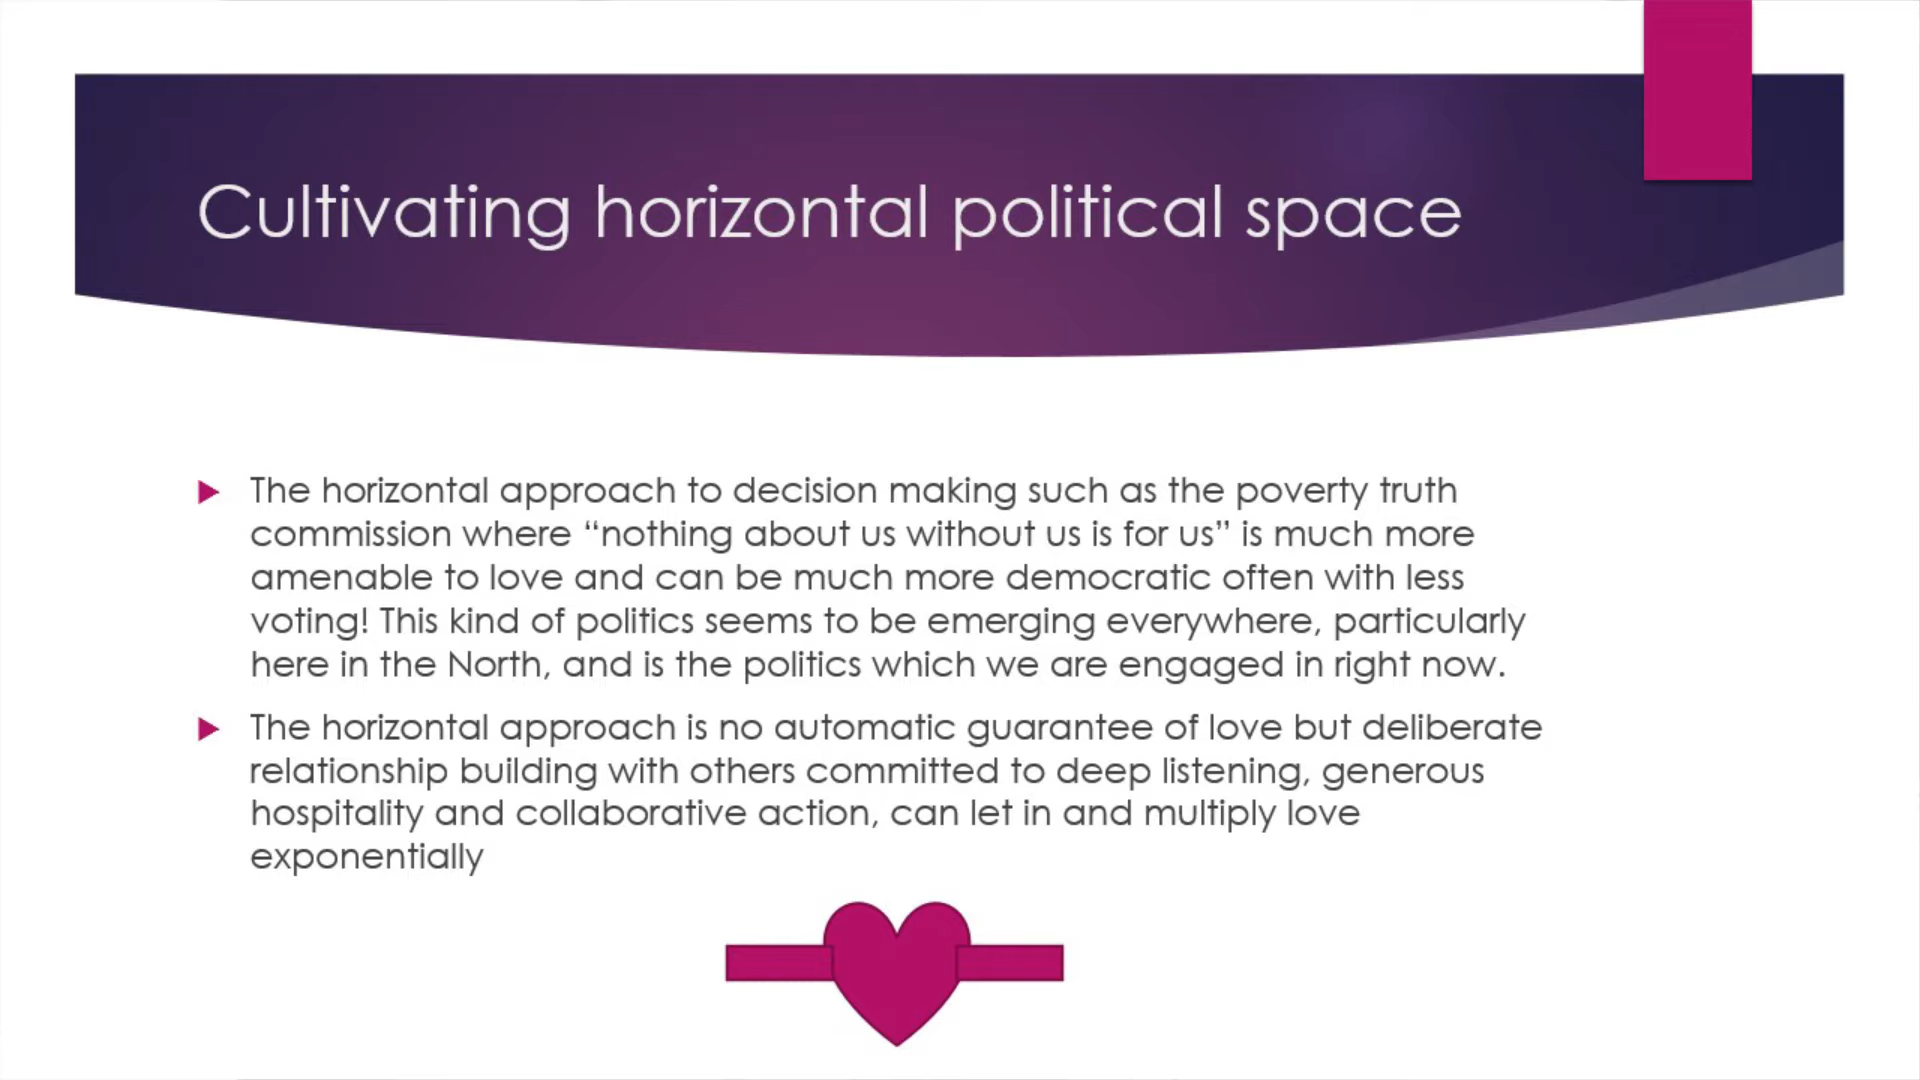 Cultivating horizontal political space
The horizontal approach to decision making such as the poverty truth
commission where “nothing about us without us is for us” is much more
amenable to love and can be much more democratic often with less
voting! This kind of politics seems to be emerging everywhere, particularly
here in the North, and is the politics which we are engaged in right now.
The horizontal approach is no automatic guarantee of love but deliberate
relationship building with others committed to deep listening, generous
hospitality and collaborative action, can let in and multiply love
exponentially